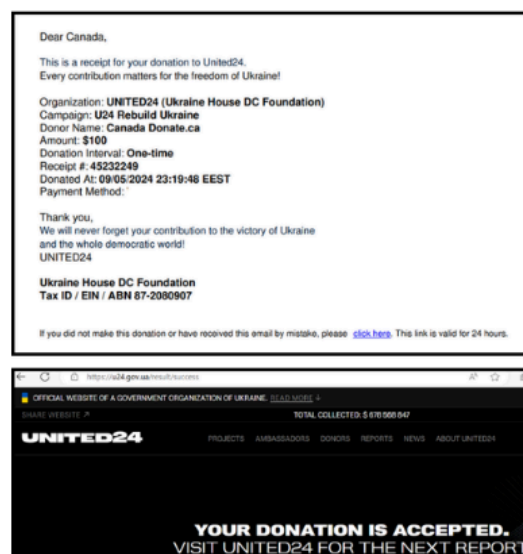 Dear Canada,
This is a receipt for your donation to United24.
Every contribution matters for the freedom of Ukraine!
Organization: UNITED24 (Ukraine House DC Foundation)
Campaign: U24 Rebuild Ukraine
Donor Name: Canada Donate.ca
Amount: $100
Donation Interval: One-time
Receipt #: 45232249
Donated At: 09/05/2024 23:19:48 EEST
Payment Method:
Thank you,
We will never forget your contribution to the victory of Ukraine
and the whole democratic world!
UNITED24
Ukraine House DC Foundation
Tax ID / EIN / ABN 87-2080907
If you did not make this donation or have received this email by mistake, please click here. This link is valid for 24 hours.
https://u24.gov.ua/result/success
OFFICIAL WEBSITE OF A GOVERNMENT ORGANIZATION OF UKRAINE. READ MORE ↓
SHARE WEBSITE ↗ TOTAL COLLECTED: $ 678 568 847
UNITED24 PROJECTS AMBASSADORS DONORS REPORTS NEWS ABOUT UNITED24
YOUR DONATION IS ACCEPTED.
VISIT UNITED24 FOR THE NEXT REPORT